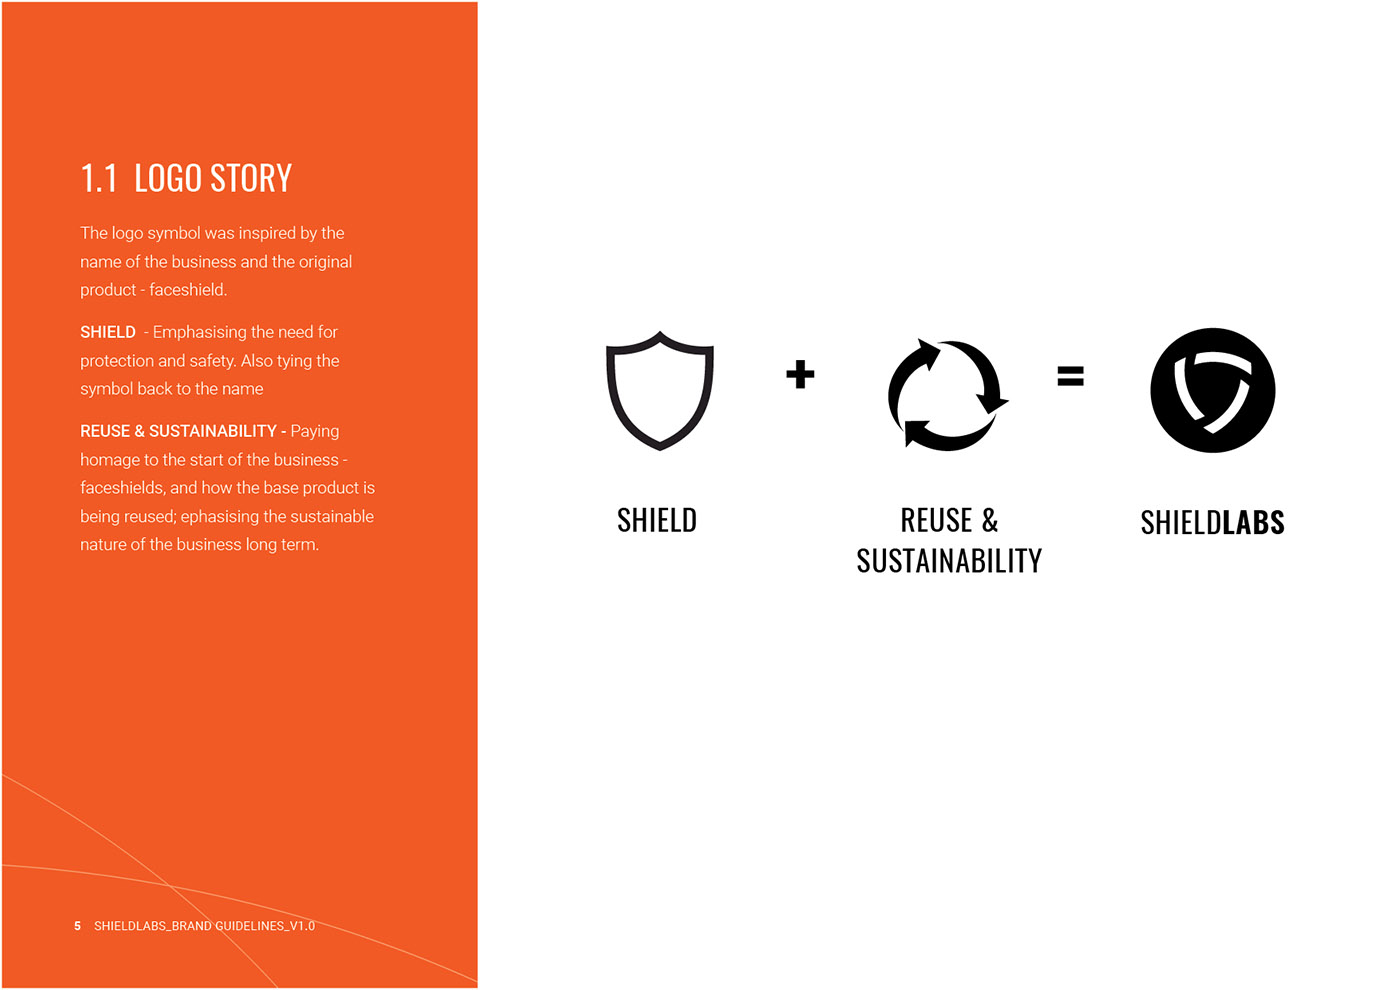 1.1 LOGO STORY
The logo symbol was inspired by the
name of the business and the original
product - faceshield.
SHIELD - Emphasising the need for
protection and safety. Also tying the
symbol back to the name
REUSE & SUSTAINABILITY - Paying
homage to the start of the business -
faceshields, and how the base product is
being reused; ephasising the sustainable
nature of the business long term.
5 SHIELDLABS_BRAND GUIDELINES_V1.0
+
=
SHIELD
REUSE &
SUSTAINABILITY
SHIELDLABS